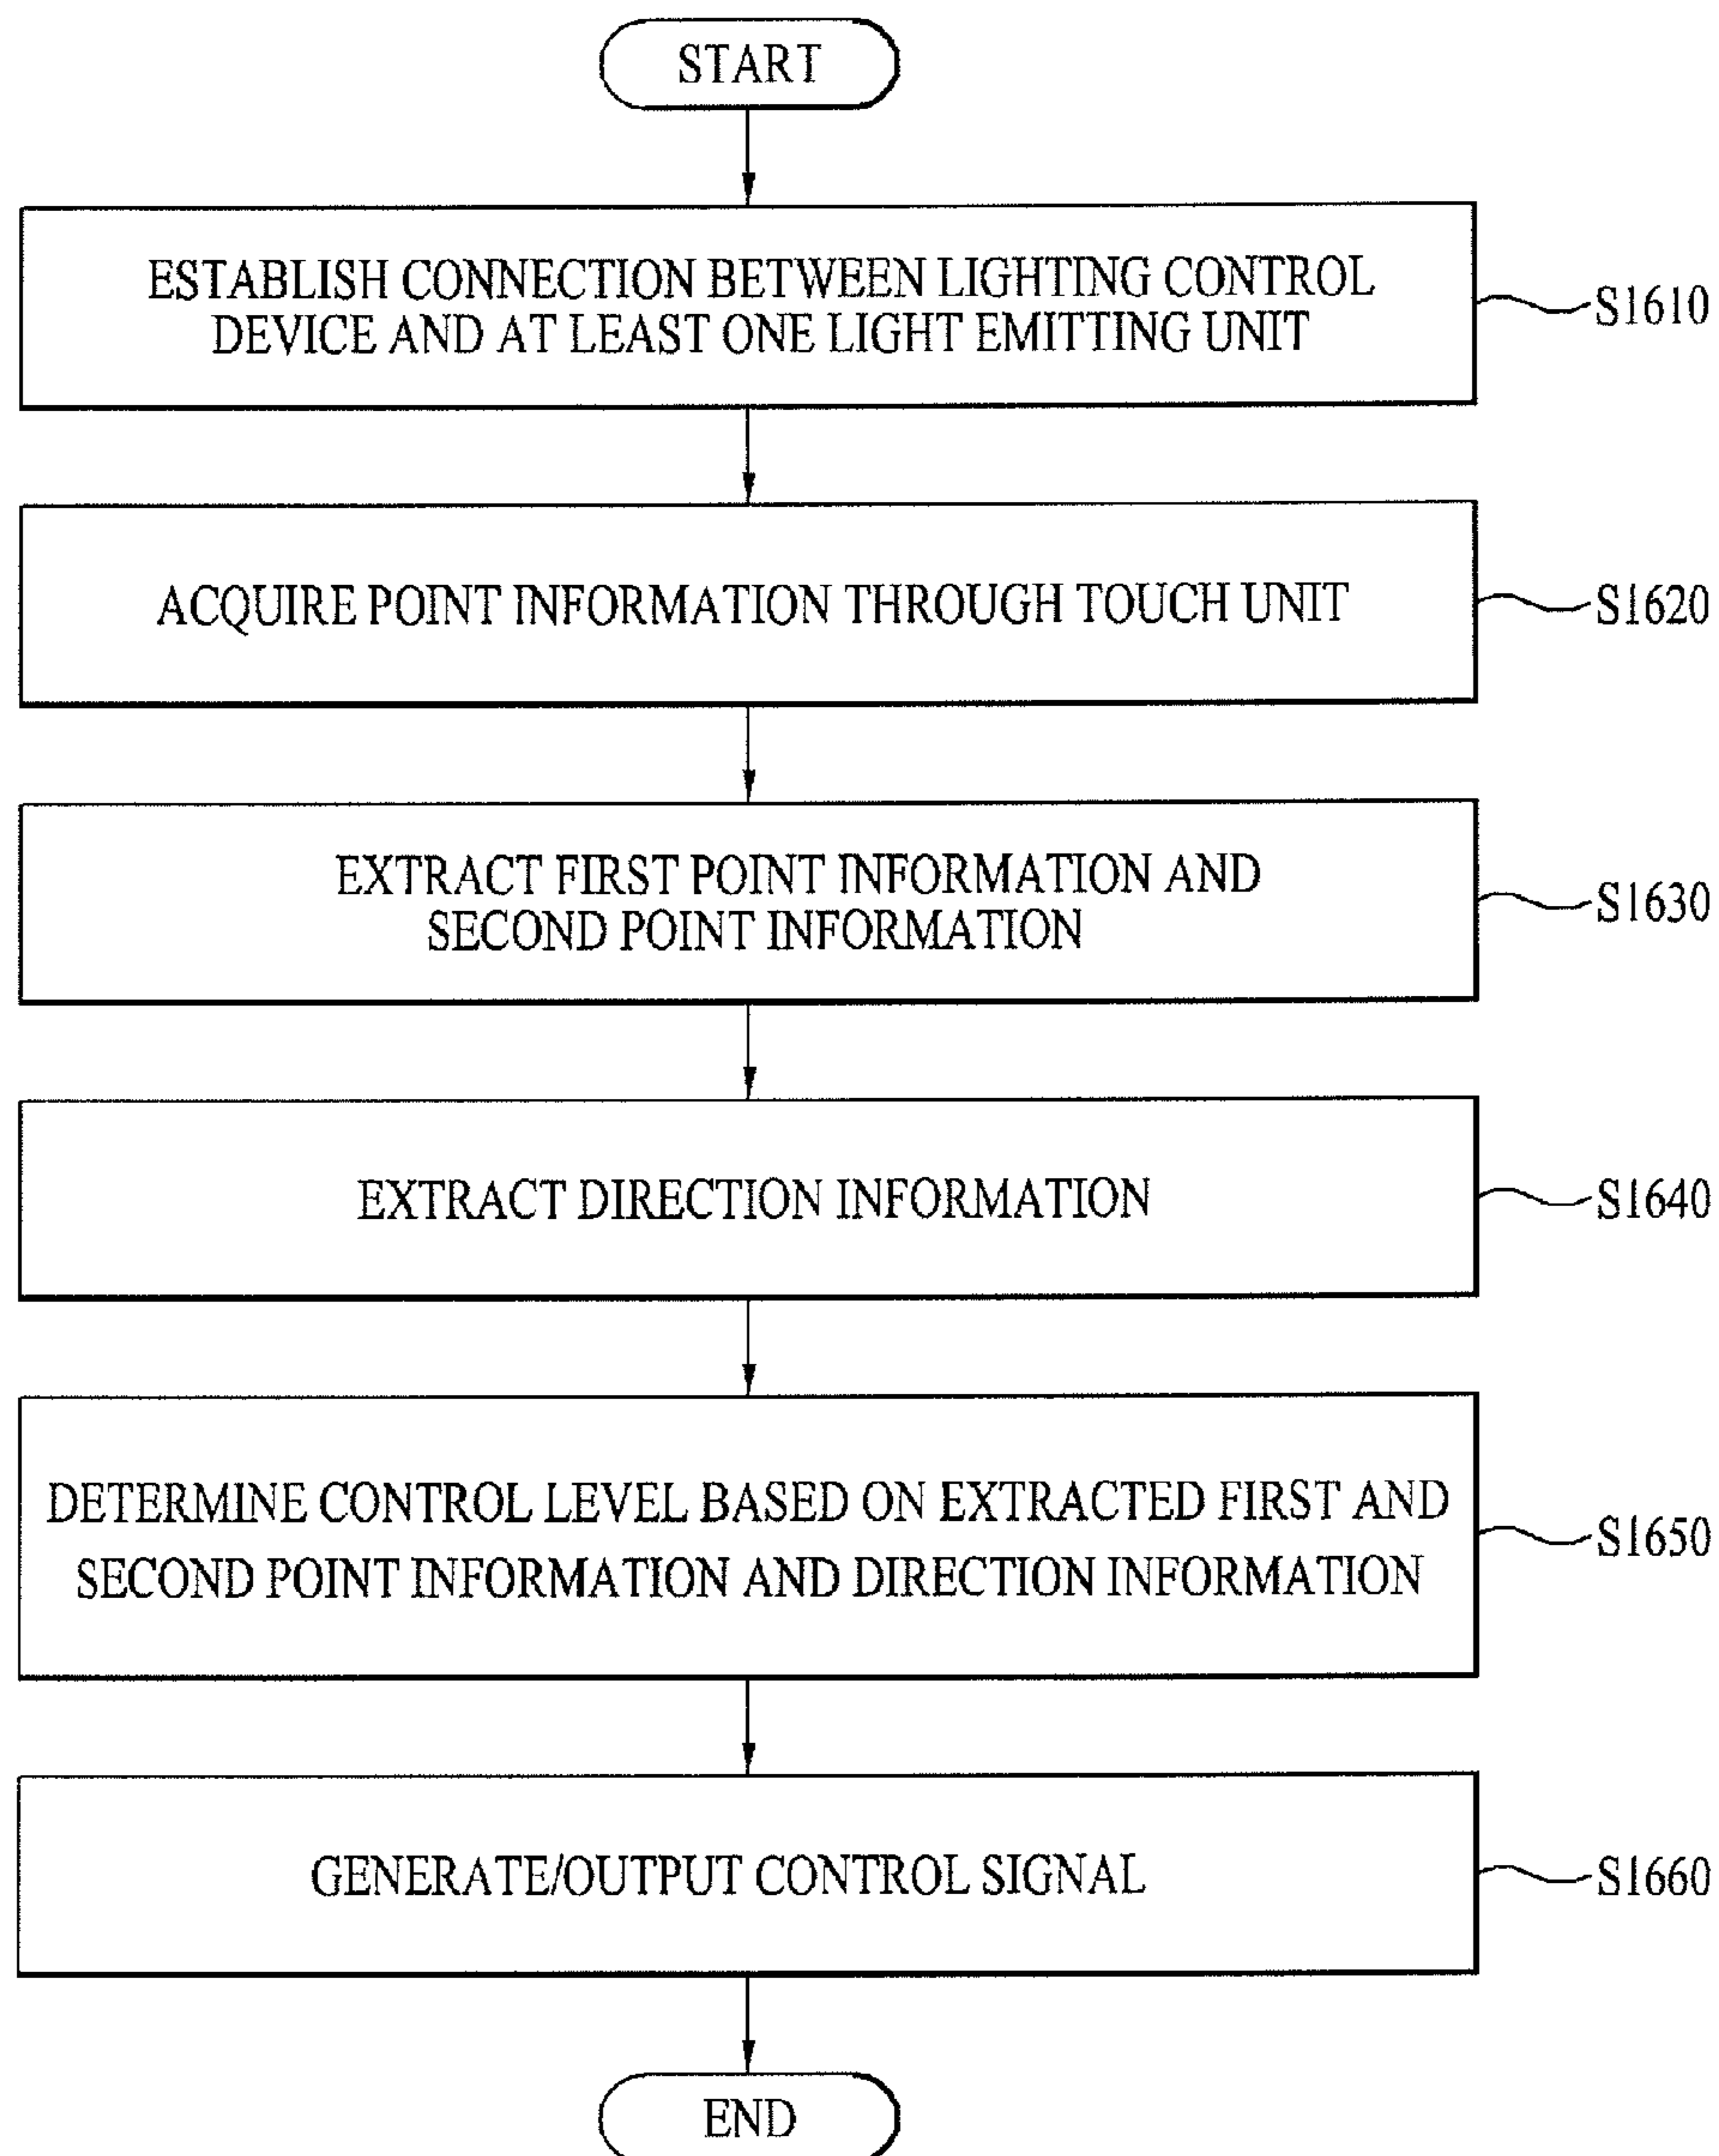 START
ESTABLISH CONNECTION BETWEEN LIGHTING CONTROL
DEVICE AND AT LEAST ONE LIGHT EMITTING UNIT
S1610
ACQUIRE POINT INFORMATION THROUGH TOUCH UNIT
S1620
EXTRACT FIRST POINT INFORMATION AND
SECOND POINT INFORMATION
S1630
EXTRACT DIRECTION INFORMATION
S1640
DETERMINE CONTROL LEVEL BASED ON EXTRACTED FIRST AND
SECOND POINT INFORMATION AND DIRECTION INFORMATION
S1650
GENERATE/OUTPUT CONTROL SIGNAL
S1660
END